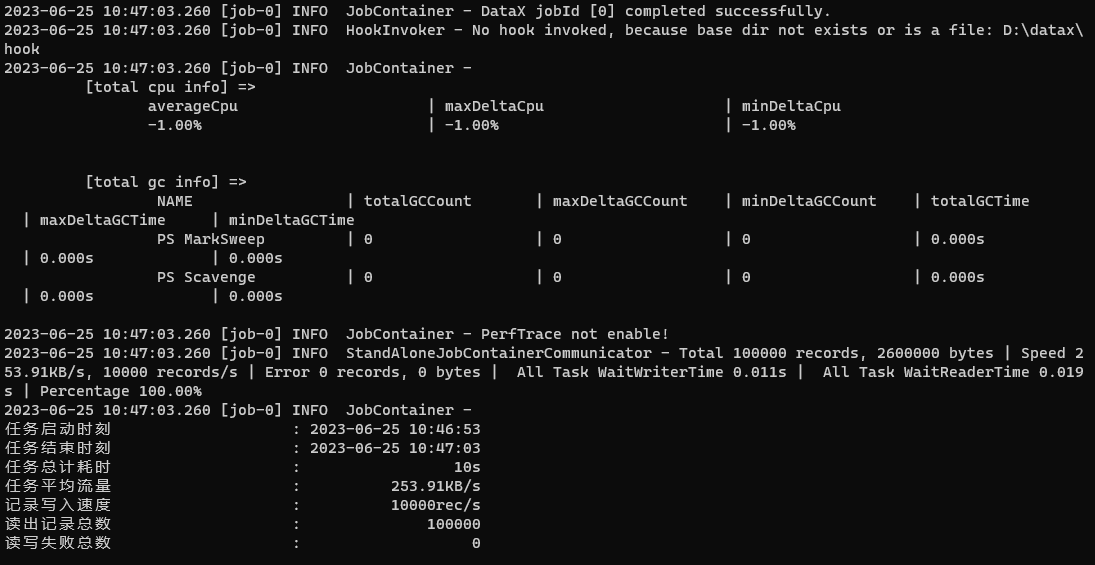 2023-06-25 10:47:03.260 [job-0] INFO  JobContainer - DataX jobId [0] completed successfully.
2023-06-25 10:47:03.260 [job-0] INFO  HookInvoker - No hook invoked, because base dir not exists or is a file: D:\datax\
hook
2023-06-25 10:47:03.260 [job-0] INFO  JobContainer -
[total cpu info] =>
averageCpu | maxDeltaCpu | minDeltaCpu
-1.00% | -1.00% | -1.00%
[total gc info] =>
NAME | totalGCCount | maxDeltaGCCount | minDeltaGCCount | totalGCTime
| maxDeltaGCTime | minDeltaGCTime
PS MarkSweep | 0 | 0 | 0 | 0.000s
| 0.000s | 0.000s
PS Scavenge | 0 | 0 | 0 | 0.000s
| 0.000s | 0.000s
2023-06-25 10:47:03.260 [job-0] INFO  JobContainer - PerfTrace not enable!
2023-06-25 10:47:03.260 [job-0] INFO  StandAloneJobContainerCommunicator - Total 100000 records, 2600000 bytes | Speed 2
53.91KB/s, 10000 records/s | Error 0 records, 0 bytes |  All Task WaitWriterTime 0.011s |  All Task WaitReaderTime 0.019
s | Percentage 100.00%
2023-06-25 10:47:03.260 [job-0] INFO  JobContainer -
任务启动时刻 : 2023-06-25 10:46:53
任务结束时刻 : 2023-06-25 10:47:03
任务总计耗时 : 10s
任务平均流量 : 253.91KB/s
记录写入速度 : 10000rec/s
读出记录总数 : 100000
读写失败总数 : 0